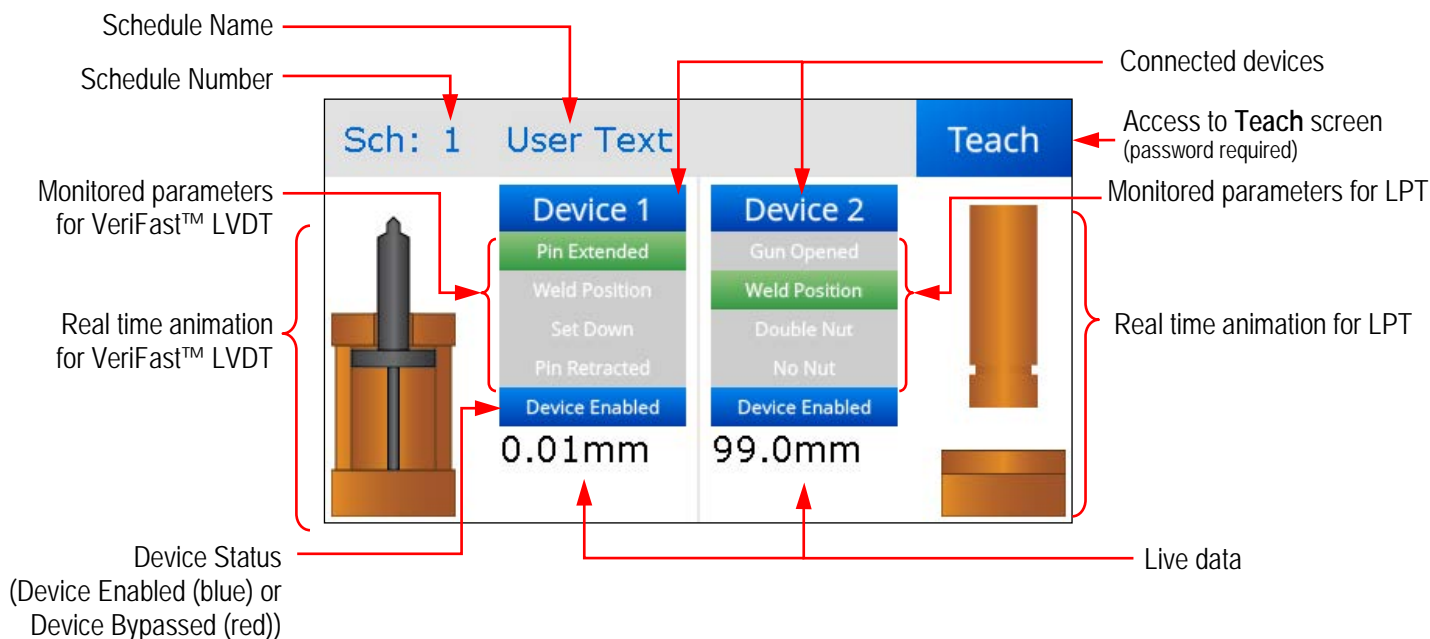 Schedule Name
Schedule Number
Connected devices
Access to Teach screen
(password required)
Sch: 1 User Text
Teach
Monitored parameters
for VeriFast™ LVDT
Monitored parameters for LPT
Device 1
Pin Extended
Weld Position
Set Down
Pin Retracted
Device Enabled
0.01mm
Device 2
Gun Opened
Weld Position
Double Nut
No Nut
Device Enabled
99.0mm
Real time animation
for VeriFast™ LVDT
Real time animation for LPT
Device Status
(Device Enabled (blue) or
Device Bypassed (red))
Live data